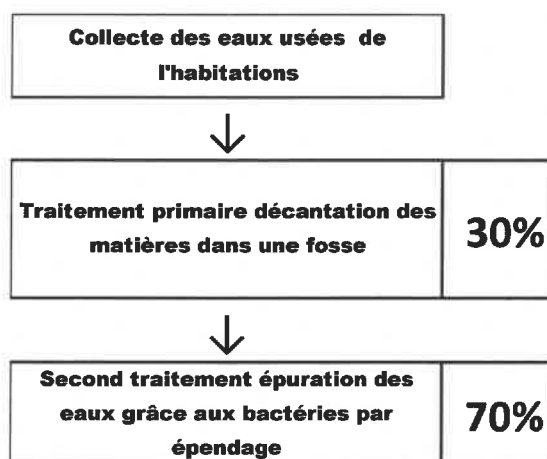 Collecte des eaux usées de
l'habitations
Traitement primaire décantation des
matières dans une fosse
30%
Second traitement épuration des
eaux grâce aux bactéries par
épendage
70%